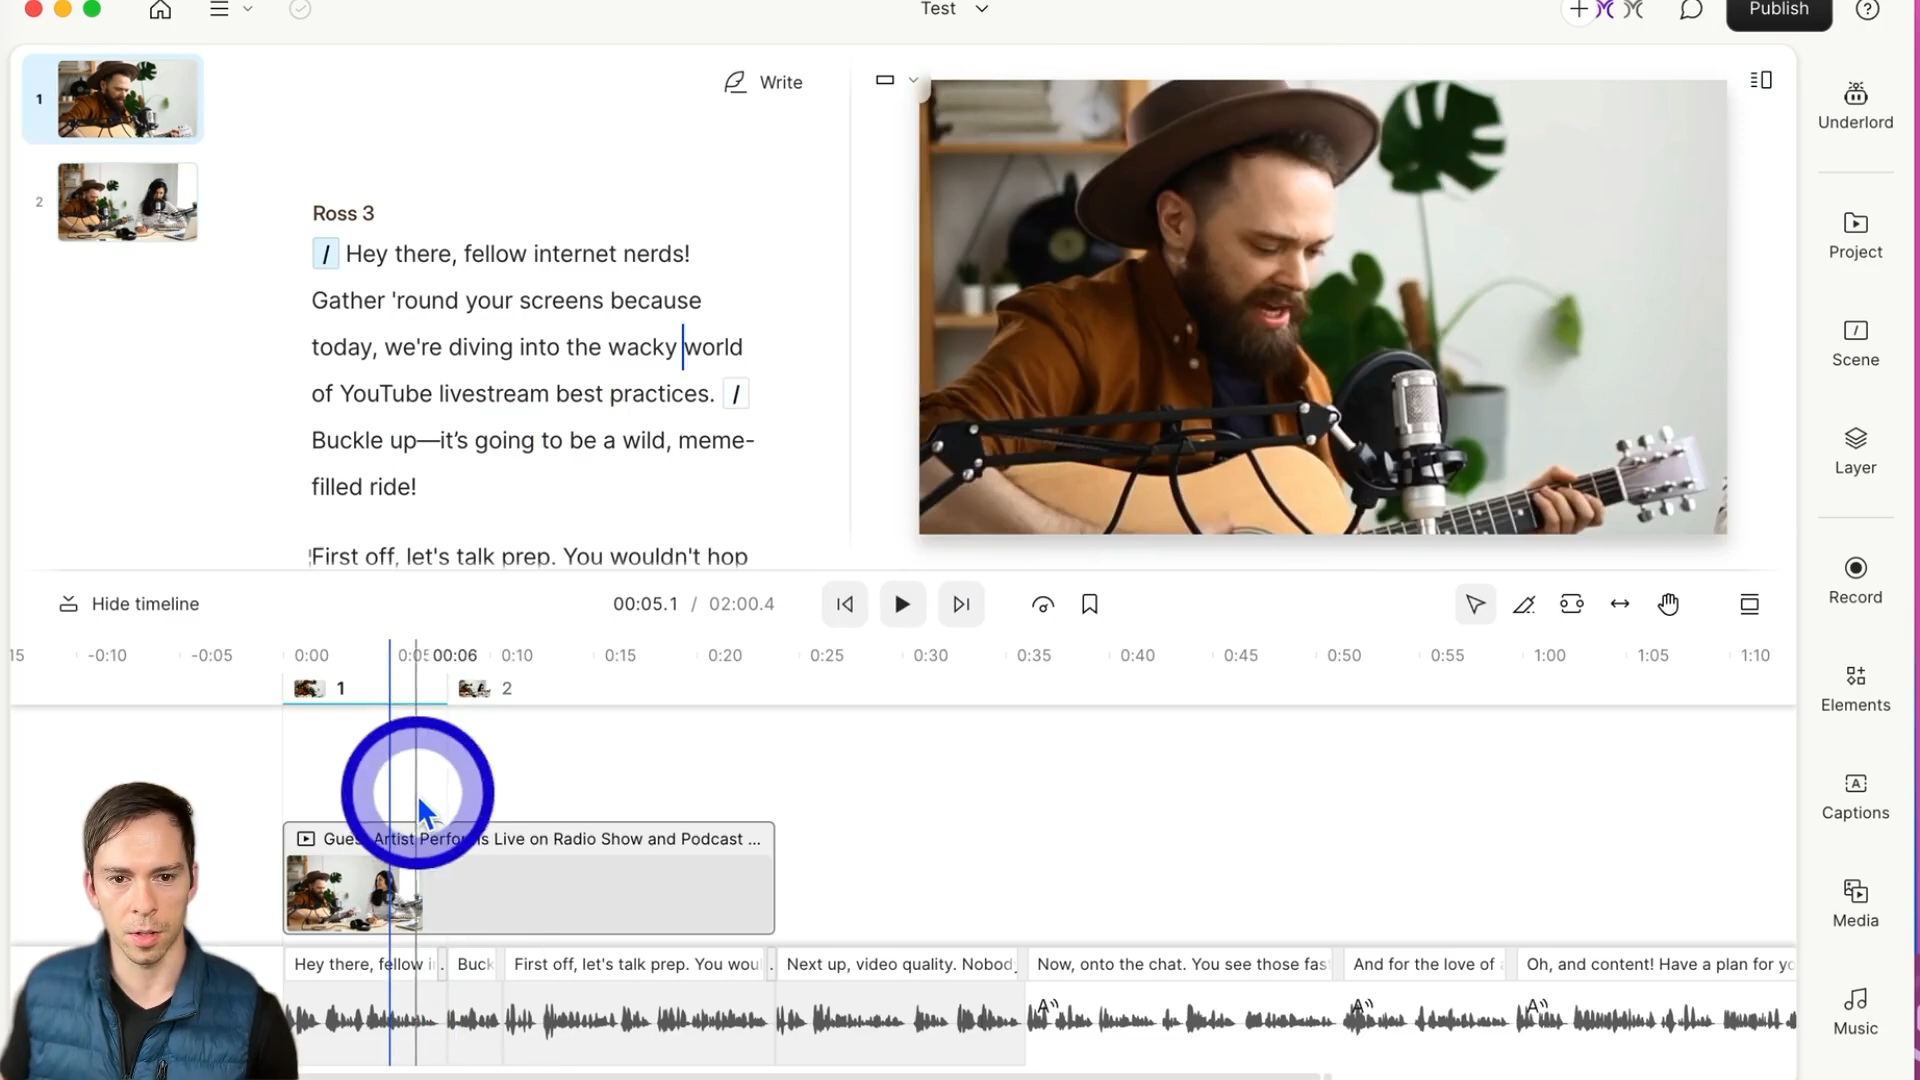 Test
Publish
1
2
Write
Ross 3
/ Hey there, fellow internet nerds!
Gather 'round your screens because
today, we're diving into the wacky world
of YouTube livestream best practices. /
Buckle up—it's going to be a wild, meme-
filled ride!
First off, let's talk prep. You wouldn't hop
Underlord
Project
Scene
Layer
Record
Elements
Captions
Media
Music
Hide timeline
00:05.1 / 02:00.4
15 -0:10 -0:05 0:00 0:05 00:06 0:10 0:15 0:20 0:25 0:30 0:35 0:40 0:45 0:50 0:55 1:00 1:05 1:10
1 2
Guest Artist Performs Live on Radio Show and Podcast ...
Hey there, fellow i . Buck First off, let's talk prep. You wou . Next up, video quality. Nobod Now, onto the chat. You see those fas And for the love of Oh, and content! Have a plan for yo